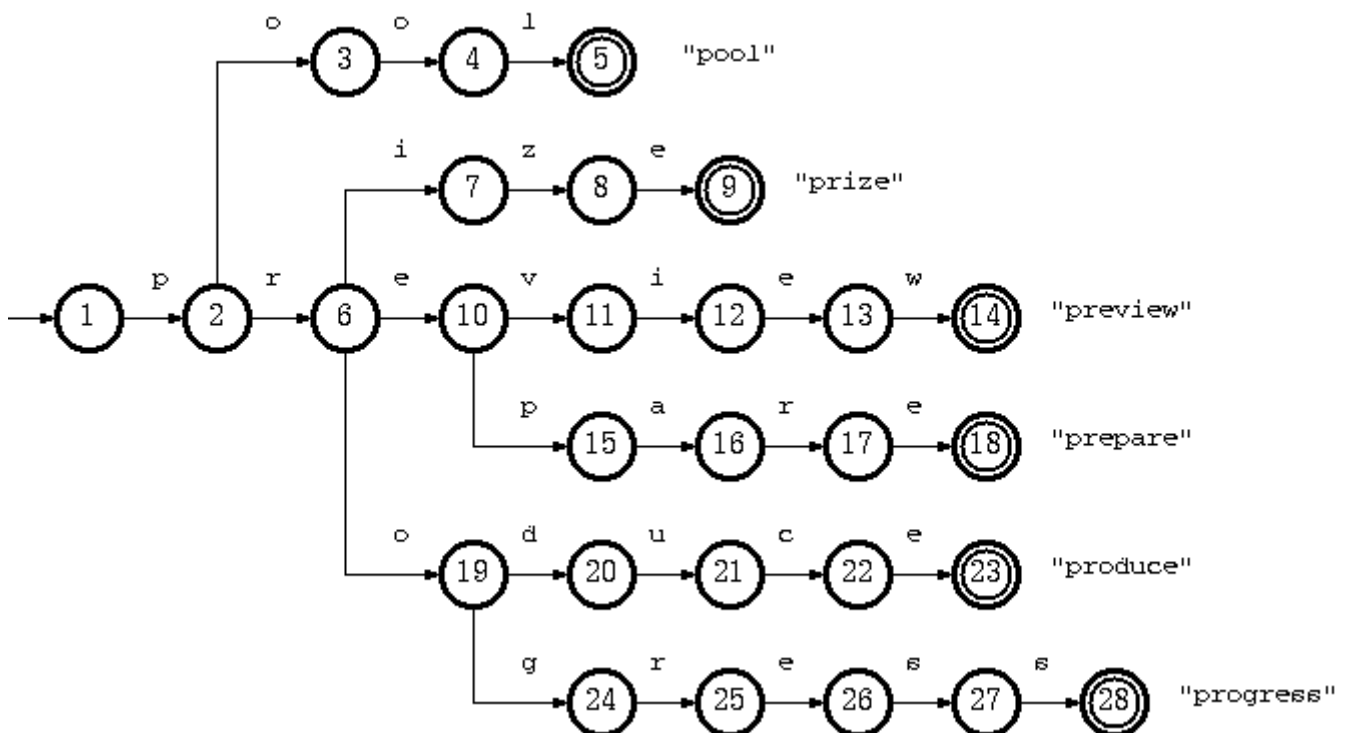 o o l
3 4 5 "pool"
i z e
7 8 9 "prize"
p r e v i e w
1 2 6 10 11 12 13 14 "preview"
p a r e
15 16 17 18 "prepare"
o d u c e
19 20 21 22 23 "produce"
g r e s s
24 25 26 27 28 "progress"